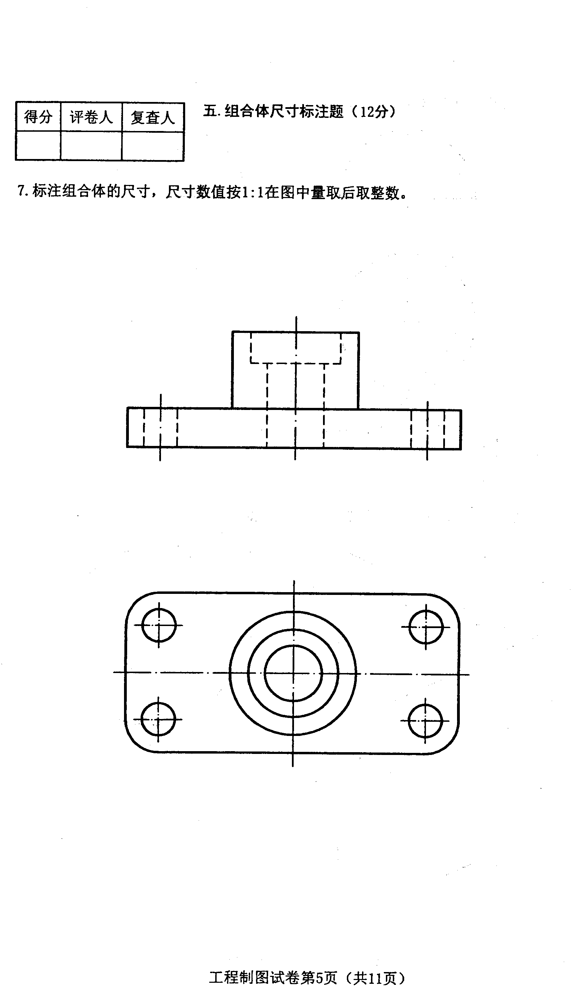 得分 评卷人 复查人
五.组合体尺寸标注题（12分）
7.标注组合体的尺寸，尺寸数值按1:1在图中量取后取整数。
工程制图试卷第5页（共11页）